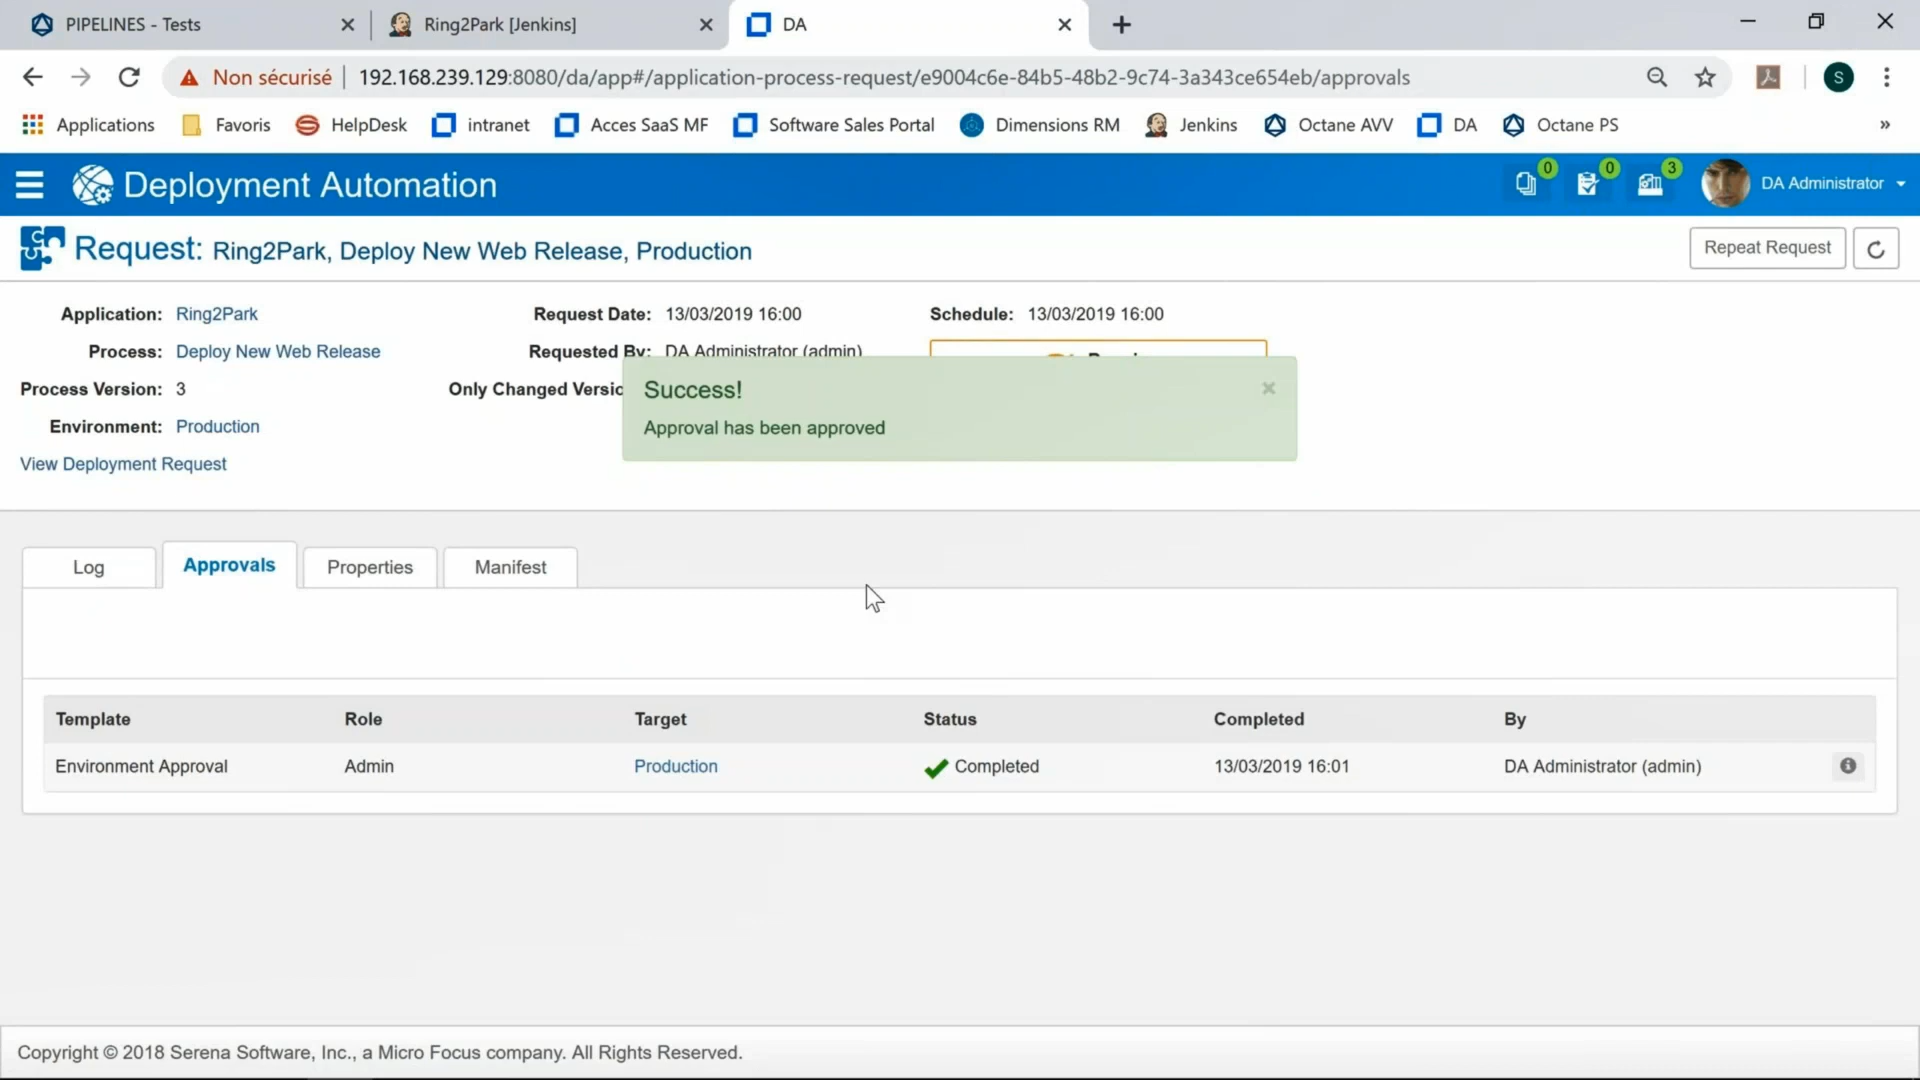 PIPELINES - Tests
Ring2Park [Jenkins]
DA
Non sécurisé
192.168.239.129:8080/da/app#/application-process-request/e9004c6e-84b5-48b2-9c74-3a343ce654eb/approvals
S
Applications
Favoris
HelpDesk
intranet
Acces SaaS MF
Software Sales Portal
Dimensions RM
Jenkins
Octane AVV
DA
Octane PS
»
Deployment Automation
0
0
3
DA Administrator
Request: Ring2Park, Deploy New Web Release, Production
Repeat Request
Application: Ring2Park
Request Date: 13/03/2019 16:00
Schedule: 13/03/2019 16:00
Process: Deploy New Web Release
Requested By: DA Administrator (admin)
Process Version: 3
Only Changed
Environment: Production
View Deployment Request
Success!
Approval has been approved
Log
Approvals
Properties
Manifest
Template Role Target Status Completed By
Environment Approval Admin Production Completed 13/03/2019 16:01 DA Administrator (admin)
Copyright © 2018 Serena Software, Inc., a Micro Focus company. All Rights Reserved.